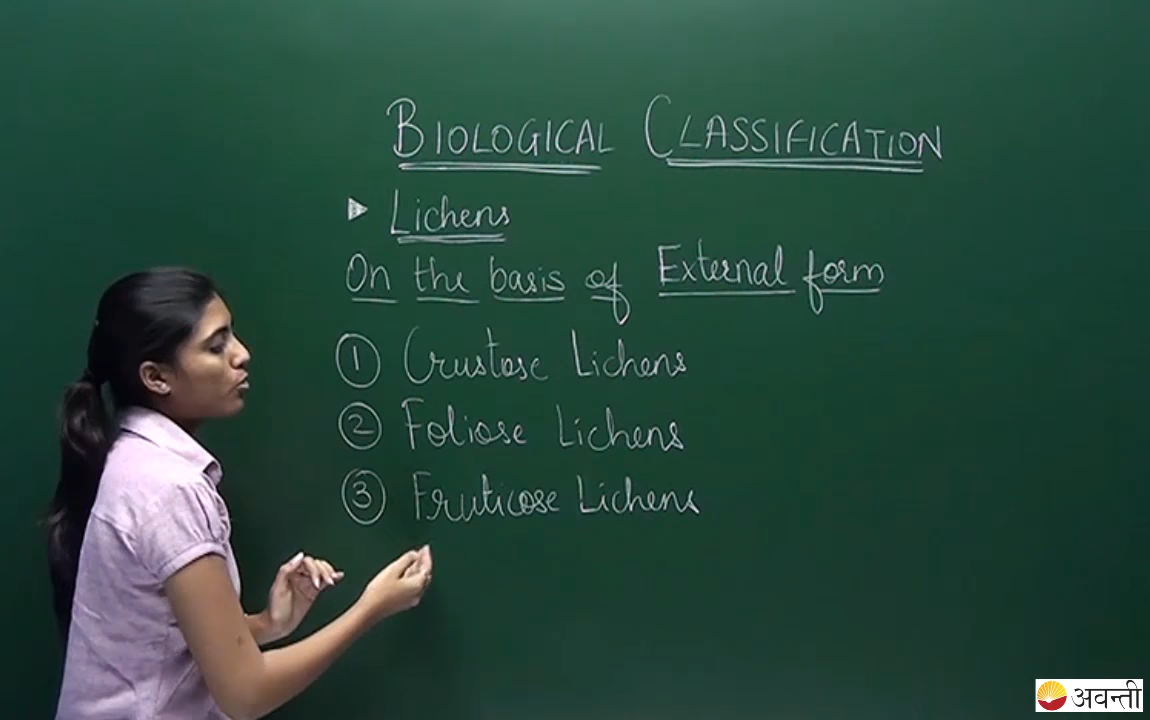 BIOLOGICAL CLASSIFICATION
Lichens
On the basis of External form
① Crustose Lichens
② Foliose Lichens
③ Fruticose Lichens
अवन्ती